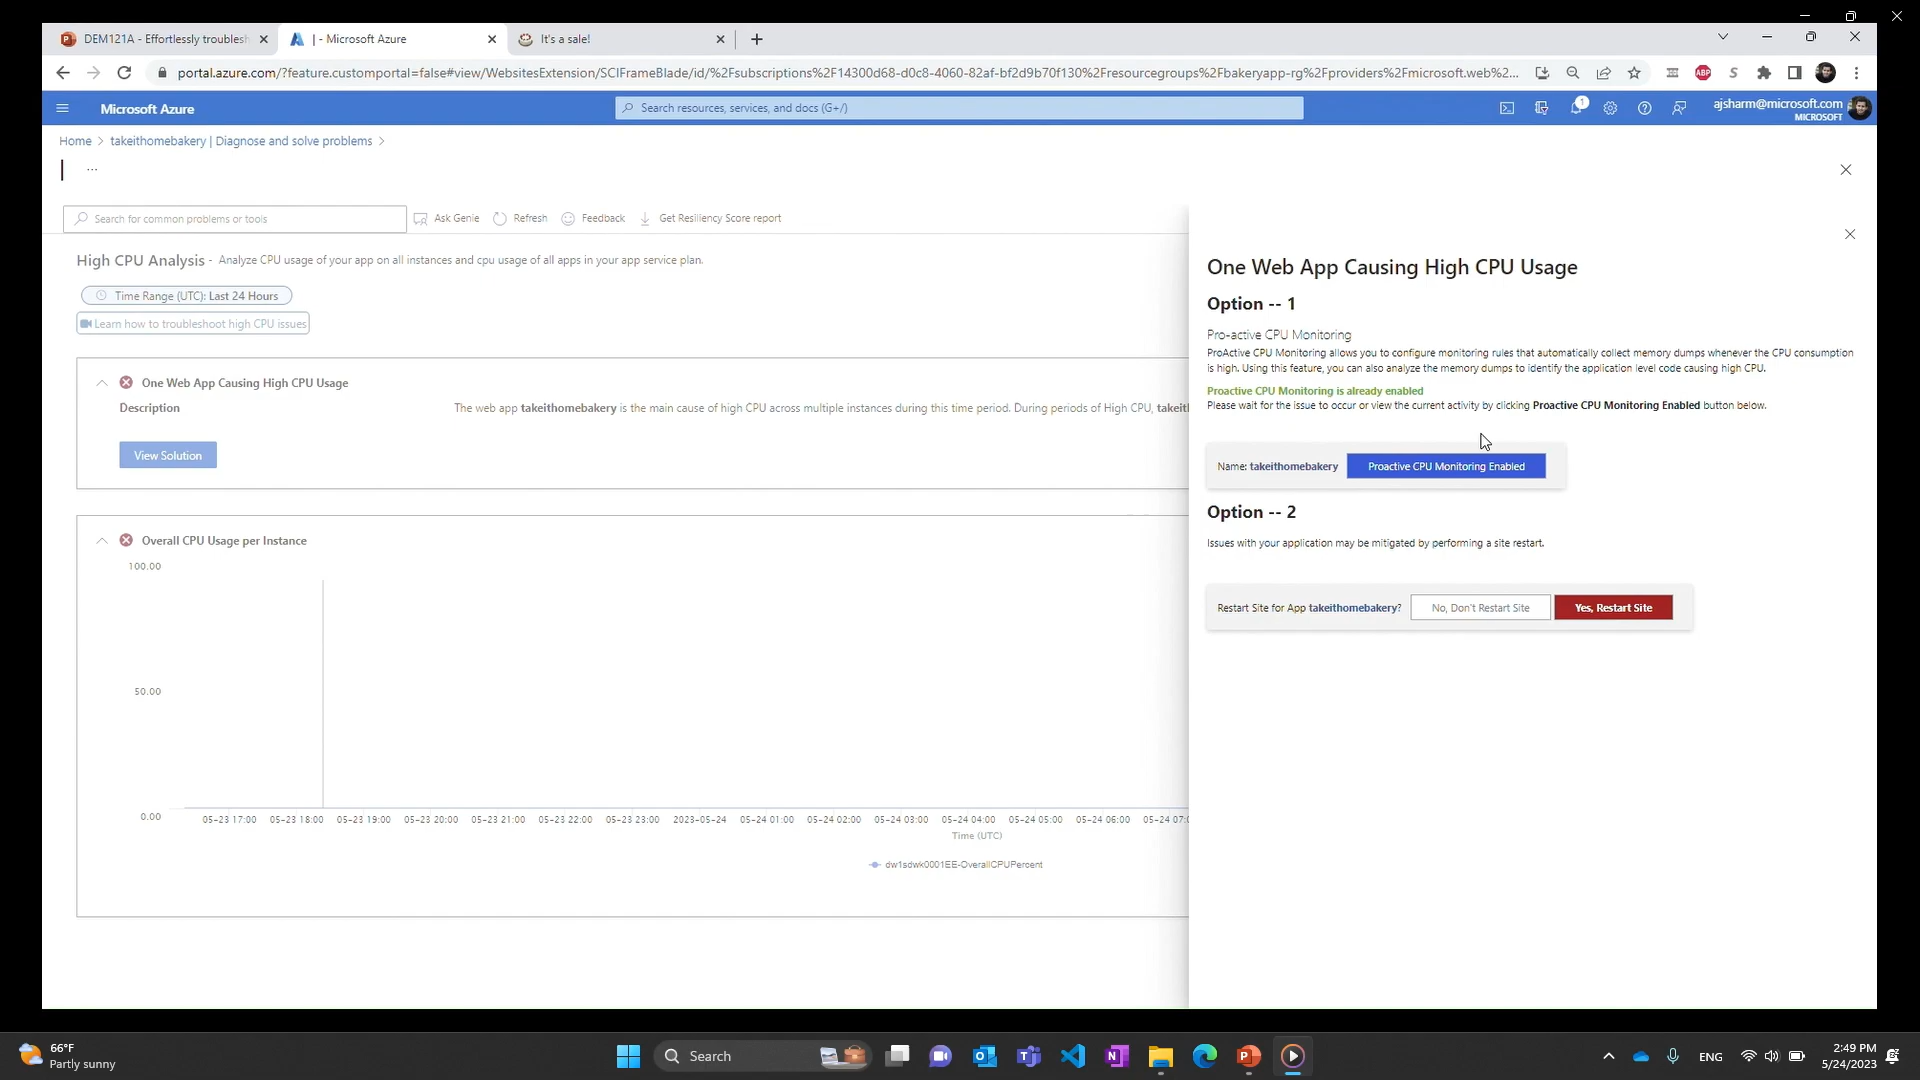 DEM121A - Effortlessly troublesh
| - Microsoft Azure
It's a sale!
portal.azure.com/?feature.customportal=false#view/WebsitesExtension/SCIFrameBlade/id/%2Fsubscriptions%2F14300d68-d0c8-4060-82af-bf2d9b70f130%2Fresourcegroups%2Fbakeryapp-rg%2Fproviders%2Fmicrosoft.web%2...
ABP
Microsoft Azure
Search resources, services, and docs (G+/)
1
ajsharm@microsoft.com
MICROSOFT
Home > takeithomebakery | Diagnose and solve problems >
| ...
Search for common problems or tools
Ask Genie
Refresh
Feedback
Get Resiliency Score report
High CPU Analysis - Analyze CPU usage of your app on all instances and cpu usage of all apps in your app service plan.
Time Range (UTC): Last 24 Hours
Learn how to troubleshoot high CPU issues
One Web App Causing High CPU Usage
Description
The web app takeithomebakery is the main cause of high CPU across multiple instances during this time period. During periods of High CPU, takeitl
View Solution
Overall CPU Usage per Instance
100.00
50.00
0.00
05-23 17:00 05-23 18:00 05-23 19:00 05-23 20:00 05-23 21:00 05-23 22:00 05-23 23:00 2023-05-24 05-24 01:00 05-24 02:00 05-24 03:00 05-24 04:00 05-24 05:00 05-24 06:00 05-24 07:0
Time (UTC)
dw1sdwk0001EE-OverallCPUPercent
One Web App Causing High CPU Usage
Option -- 1
Pro-active CPU Monitoring
ProActive CPU Monitoring allows you to configure monitoring rules that automatically collect memory dumps whenever the CPU consumption
is high. Using this feature, you can also analyze the memory dumps to identify the application level code causing high CPU.
Proactive CPU Monitoring is already enabled
Please wait for the issue to occur or view the current activity by clicking Proactive CPU Monitoring Enabled button below.
Name: takeithomebakery
Proactive CPU Monitoring Enabled
Option -- 2
Issues with your application may be mitigated by performing a site restart.
Restart Site for App takeithomebakery?
No, Don't Restart Site
Yes, Restart Site
66°F
Partly sunny
Search
ENG
2:49 PM
5/24/2023